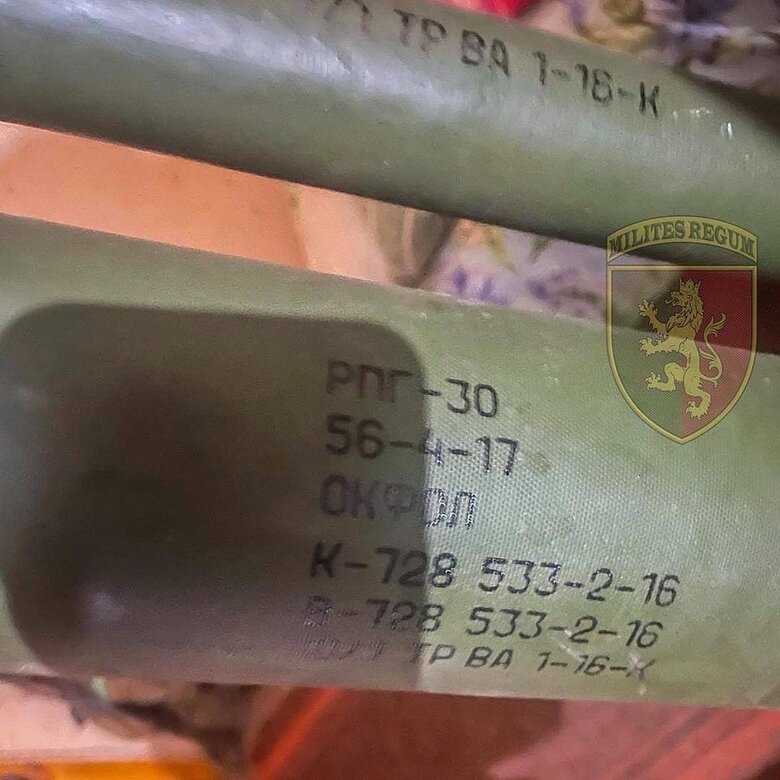 ТР ВА 1-16-К
MILITES REGUM
РПГ-30
56-4-17
ОКФОЛ
К-728 533-2-16
В-728 533-2-16
ТР ВА 1-16-К